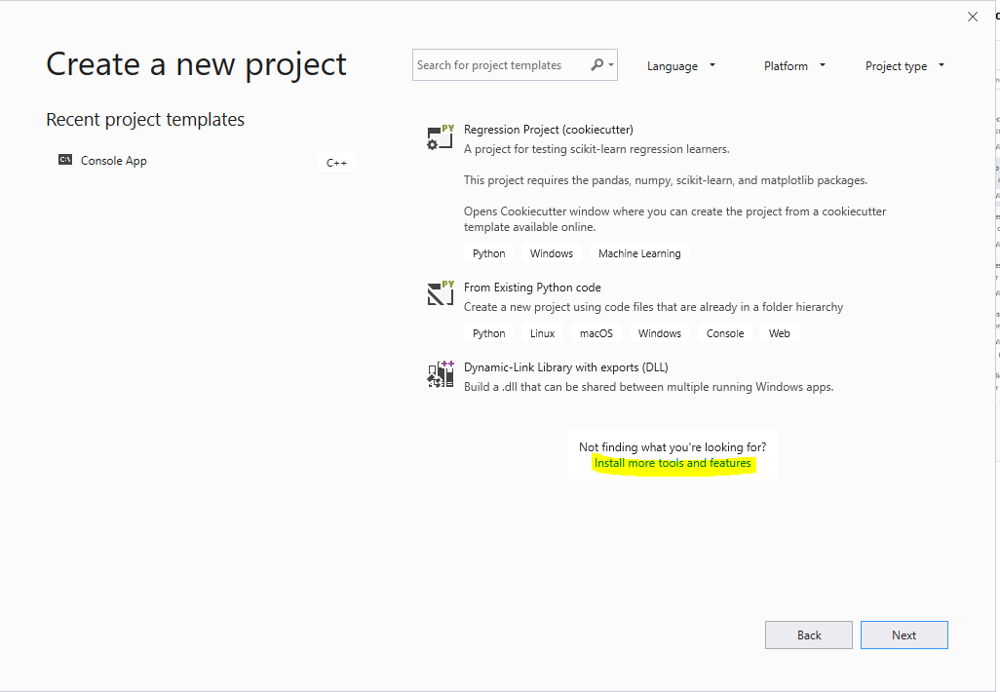 Create a new project
Search for project templates
Language
Platform
Project type
Recent project templates
Console App
C++
PY
Regression Project (cookiecutter)
A project for testing scikit-learn regression learners.
This project requires the pandas, numpy, scikit-learn, and matplotlib packages.
Opens Cookiecutter window where you can create the project from a cookiecutter
template available online.
Python Windows Machine Learning
PY
From Existing Python code
Create a new project using code files that are already in a folder hierarchy
Python Linux macOS Windows Console Web
++
Dynamic-Link Library with exports (DLL)
Build a .dll that can be shared between multiple running Windows apps.
Not finding what you're looking for?
Install more tools and features
Back
Next